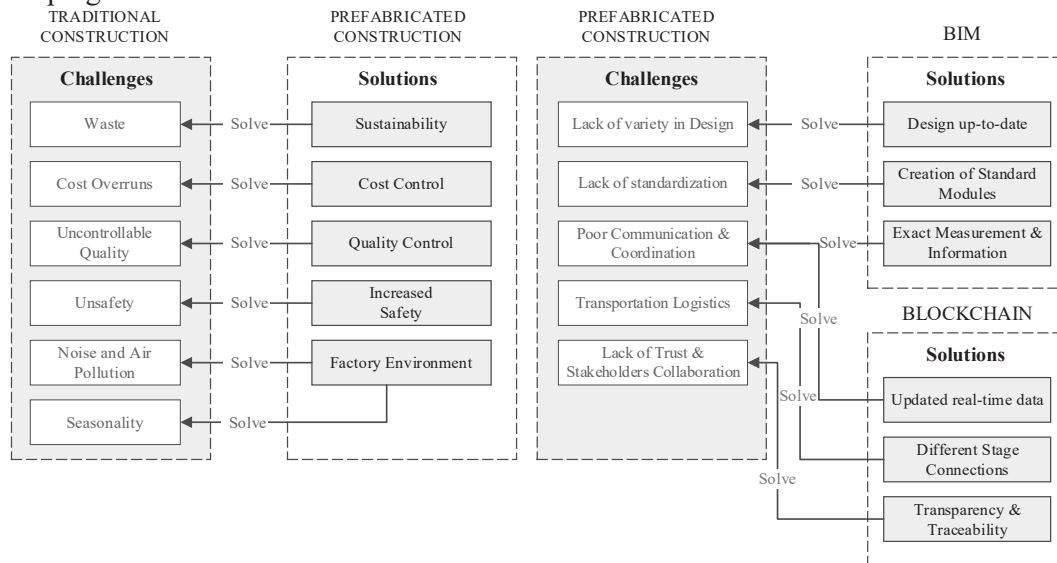 TRADITIONAL
CONSTRUCTION
PREFABRICATED
CONSTRUCTION
PREFABRICATED
CONSTRUCTION
BIM
Challenges
Solutions
Challenges
Solutions
Waste
Solve
Sustainability
Lack of variety in Design
Solve
Design up-to-date
Cost Overruns
Solve
Cost Control
Lack of standardization
Solve
Creation of Standard
Modules
Uncontrollable
Quality
Solve
Quality Control
Poor Communication &
Coordination
Solve
Exact Measurement &
Information
Unsafety
Solve
Increased
Safety
Transportation Logistics
Solve
BLOCKCHAIN
Solutions
Noise and Air
Pollution
Solve
Factory Environment
Lack of Trust &
Stakeholders Collaboration
Solve
Updated real-time data
Seasonality
Solve
Different Stage
Connections
Solve
Transparency &
Traceability